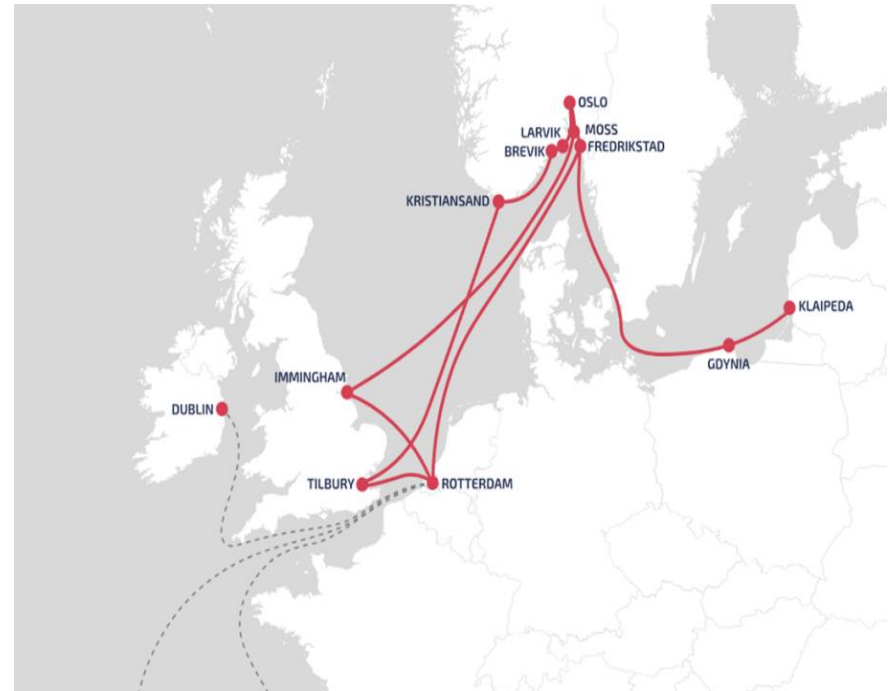 OSLO
LARVIK
MOSS
BREVIK
FREDRIKSTAD
KRISTIANSAND
KLAIPEDA
GDYNIA
IMMINGHAM
DUBLIN
TILBURY
ROTTERDAM